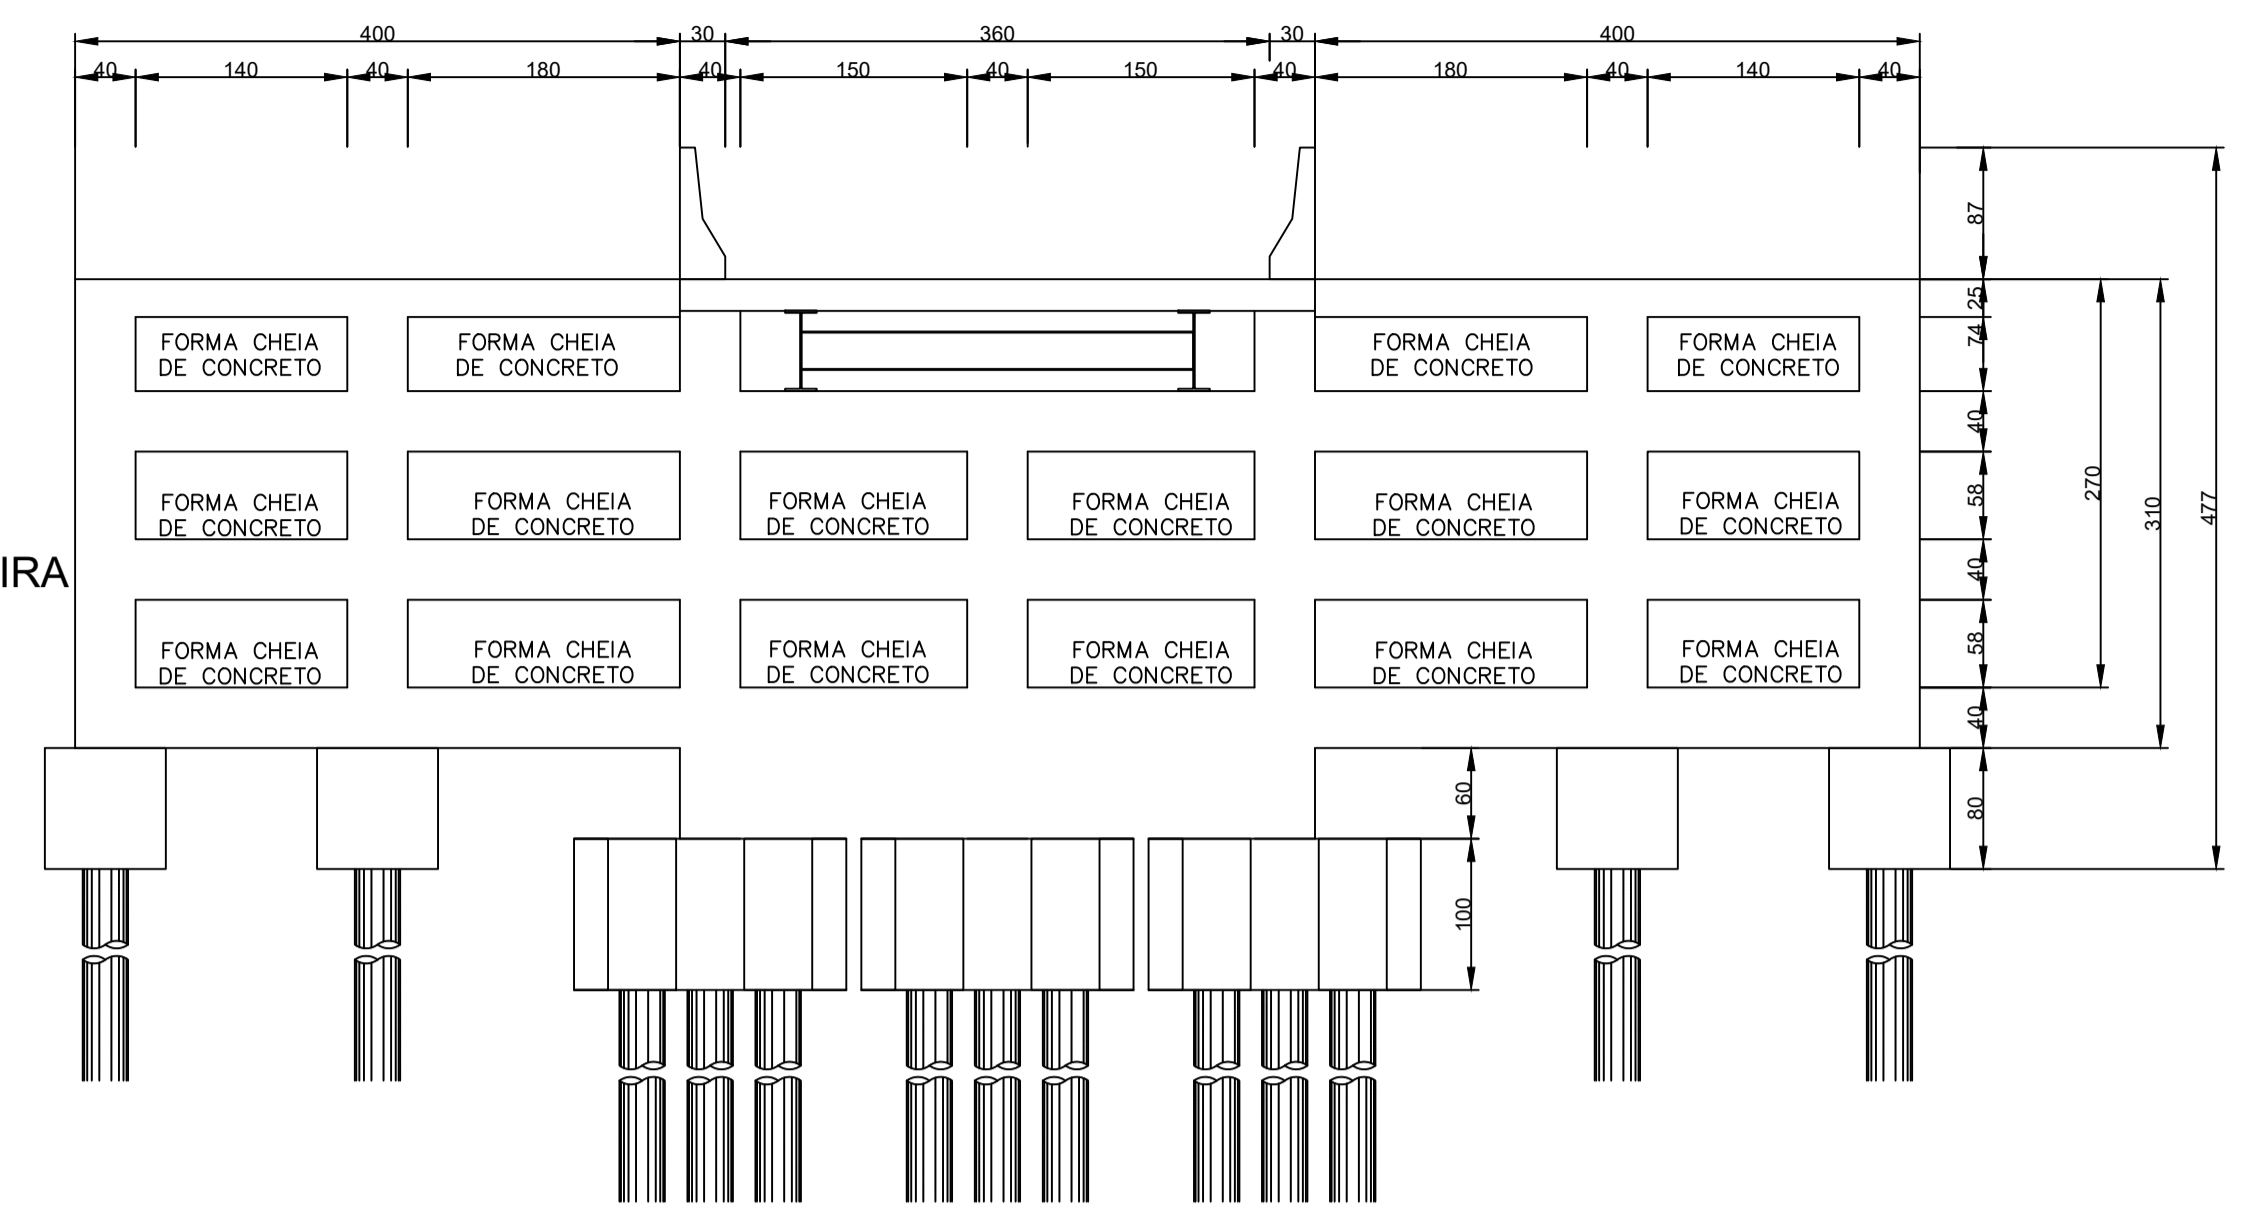 400 30 360 30 400
40 140 40 180 40 150 40 150 40 180 40 140 40
87
25
FORMA CHEIA
DE CONCRETO
FORMA CHEIA
DE CONCRETO
FORMA CHEIA
DE CONCRETO
FORMA CHEIA
DE CONCRETO
74
40
FORMA CHEIA
DE CONCRETO
FORMA CHEIA
DE CONCRETO
FORMA CHEIA
DE CONCRETO
FORMA CHEIA
DE CONCRETO
FORMA CHEIA
DE CONCRETO
FORMA CHEIA
DE CONCRETO
58
270
310
477
IRA
40
FORMA CHEIA
DE CONCRETO
FORMA CHEIA
DE CONCRETO
FORMA CHEIA
DE CONCRETO
FORMA CHEIA
DE CONCRETO
FORMA CHEIA
DE CONCRETO
FORMA CHEIA
DE CONCRETO
58
40
60
80
100